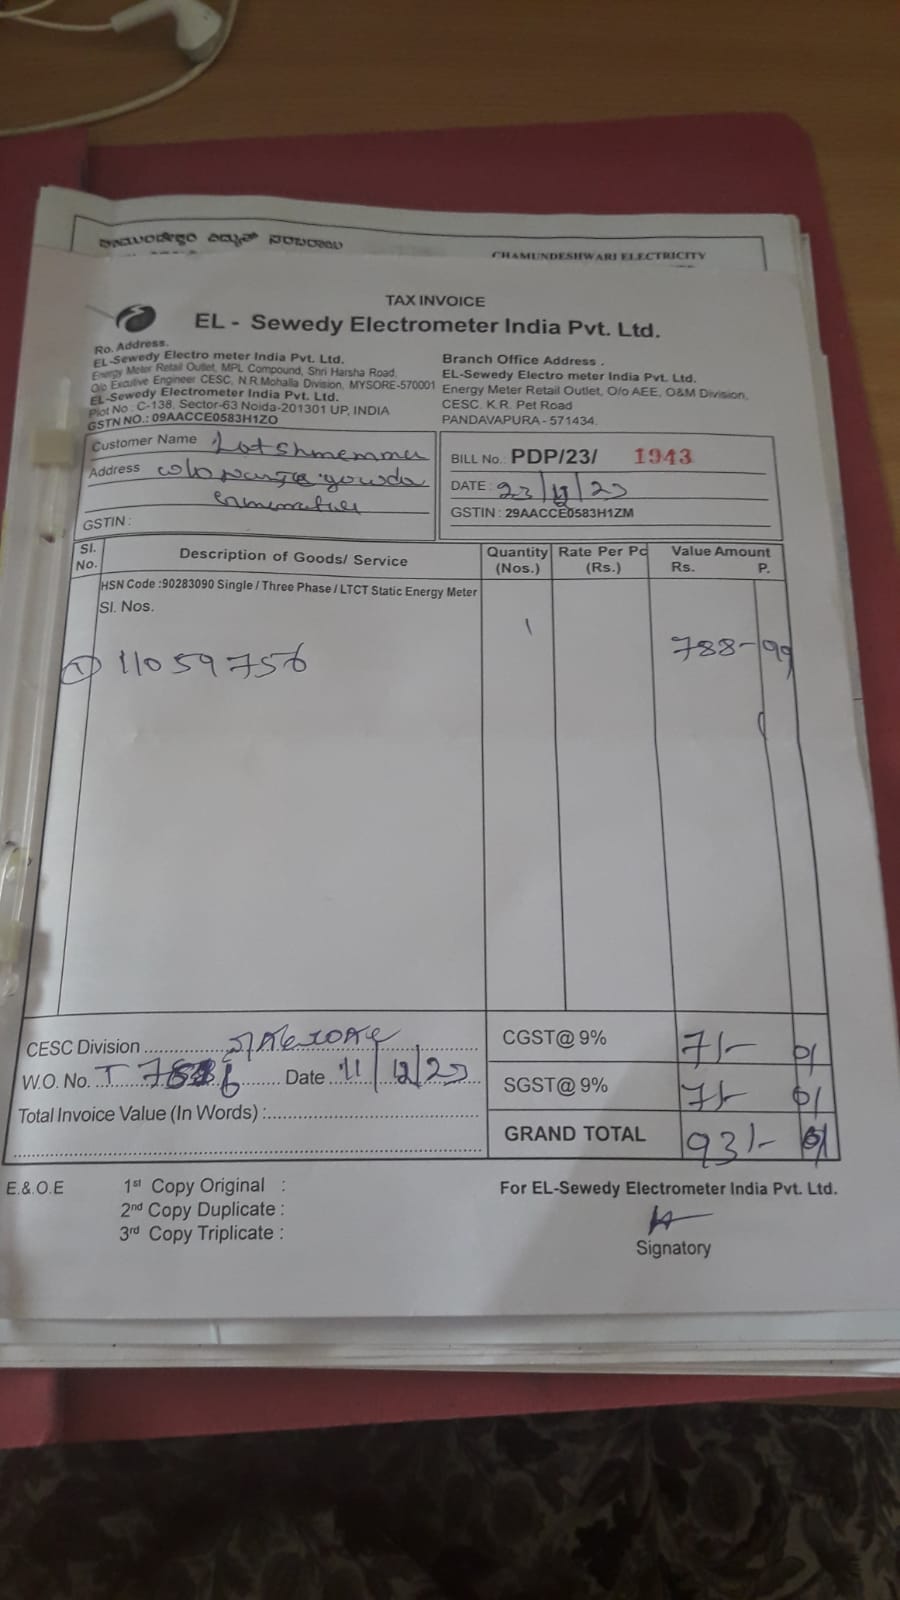 CHAMUNDESHWARI ELECTRICITY
TAX INVOICE
EL - Sewedy Electrometer India Pvt. Ltd.
Ro. Address.
EL-Sewedy Electro meter India Pvt. Ltd.
Energy Meter Retail Outlet, MPL Compound, Shri Harsha Road,
O/o Excutive Engineer CESC, N.R.Mohalla Division, MYSORE-570001
EL-Sewedy Electrometer India Pvt. Ltd.
Plot No : C-138, Sector-63 Noida-201301 UP, INDIA
GSTN NO.: 09AACCE0583H1ZO
Branch Office Address .
EL-Sewedy Electro meter India Pvt. Ltd.
Energy Meter Retail Outlet, O/o AEE, O&M Division,
CESC. K.R. Pet Road
PANDAVAPURA - 571434.
Customer Name
Address
GSTIN :
BILL No.: PDP/23/ 1943
DATE : 23/12/23
GSTIN : 29AACCE0583H1ZM
Sl. No. Description of Goods/ Service Quantity (Nos.) Rate Per Pc (Rs.) Value Amount Rs. P.
HSN Code :90283090 Single / Three Phase / LTCT Static Energy Meter
Sl. Nos.
1 788-99
① 11059756
CESC Division
W.O. No. Date 11/12/23
Total Invoice Value (In Words) :
CGST@ 9% 71- 01
SGST@ 9% 71- 01
GRAND TOTAL 931- 01
E.& O.E
1st Copy Original :
2nd Copy Duplicate :
3rd Copy Triplicate :
For EL-Sewedy Electrometer India Pvt. Ltd.
Signatory